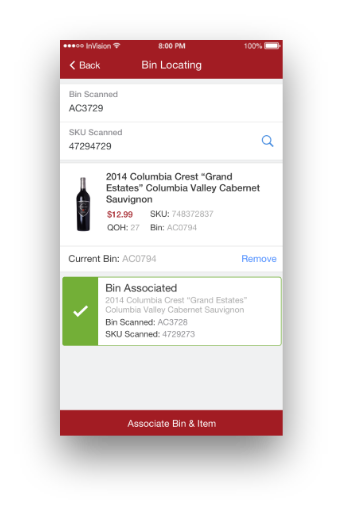 InVision 8:00 PM 100%
Back Bin Locating
Bin Scanned
AC3729
SKU Scanned
47294729
2014 Columbia Crest “Grand
Estates” Columbia Valley Cabernet
Sauvignon
$12.99 SKU: 748372837
QOH: 27 Bin: AC0794
Current Bin: AC0794 Remove
Bin Associated
2014 Columbia Crest “Grand Estates”
Columbia Valley Cabernet Sauvignon
Bin Scanned: AC3728
SKU Scanned: 4729273
Associate Bin & Item